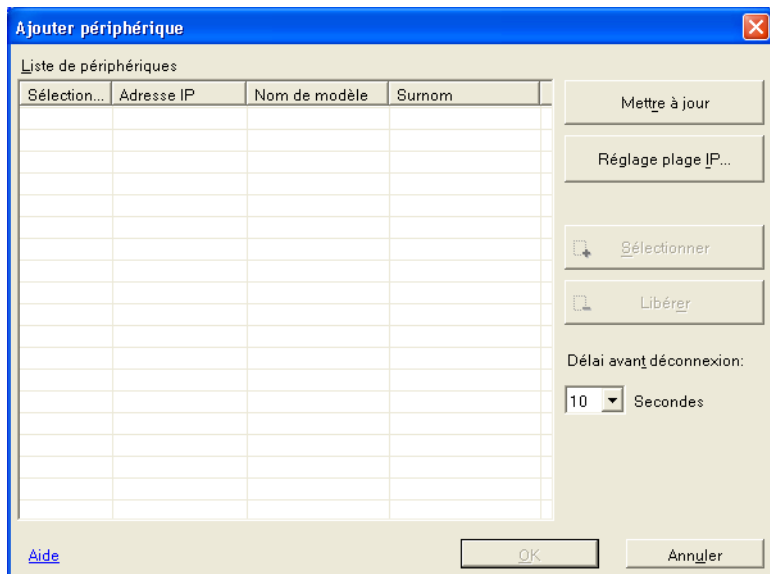 Ajouter périphérique
Liste de périphériques
Sélection... Adresse IP Nom de modèle Surnom
Mettre à jour
Réglage plage IP...
Sélectionner
Libérer
Délai avant déconnexion:
10 Secondes
Aide OK Annuler